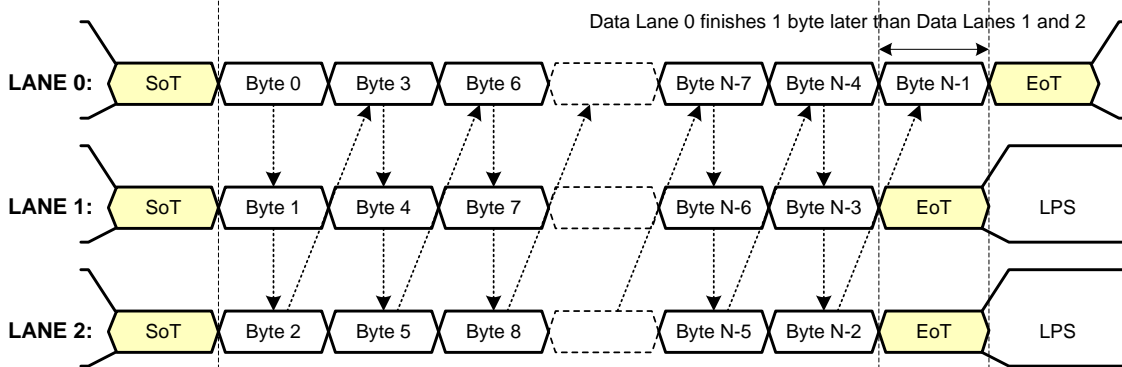 Data Lane 0 finishes 1 byte later than Data Lanes 1 and 2
LANE 0: SoT Byte 0 Byte 3 Byte 6 Byte N-7 Byte N-4 Byte N-1 EoT
LANE 1: SoT Byte 1 Byte 4 Byte 7 Byte N-6 Byte N-3 EoT LPS
LANE 2: SoT Byte 2 Byte 5 Byte 8 Byte N-5 Byte N-2 EoT LPS